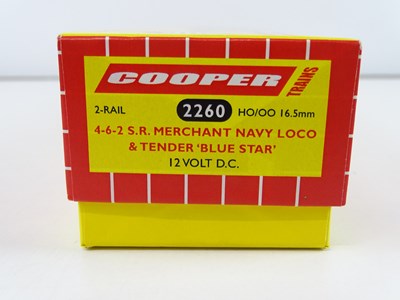 COOPER TRAINS
2-RAIL 2260 HO/OO 16.5mm
4-6-2 S.R. MERCHANT NAVY LOCO
& TENDER ‘BLUE STAR’
12 VOLT D.C.